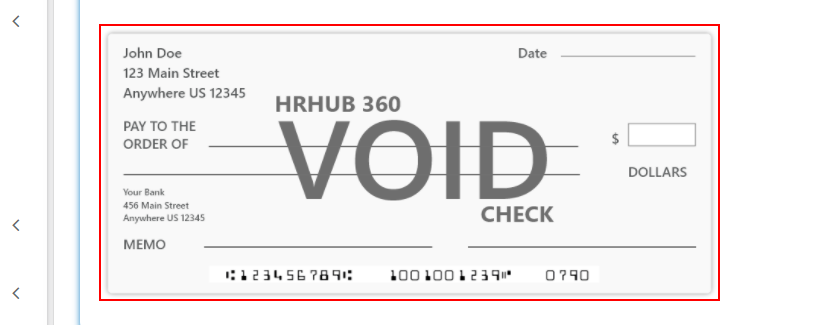 John Doe
Date
123 Main Street
Anywhere US 12345
HRHUB 360
PAY TO THE
ORDER OF
VOID
$
DOLLARS
Your Bank
456 Main Street
Anywhere US 12345
CHECK
MEMO
⑆123456789⑆ 1001001239⑈ 0790